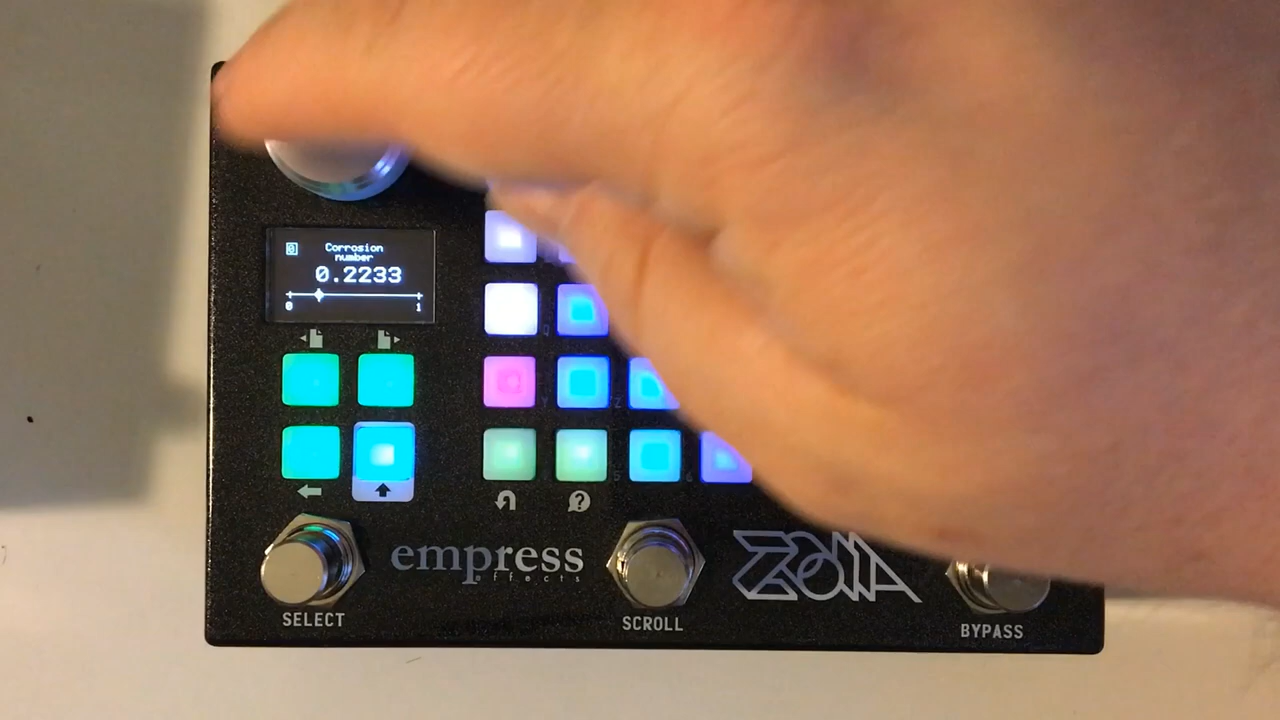 Corrosion
number
0.2233
0 1
?
empress
effects
ZOIA
SELECT
SCROLL
BYPASS